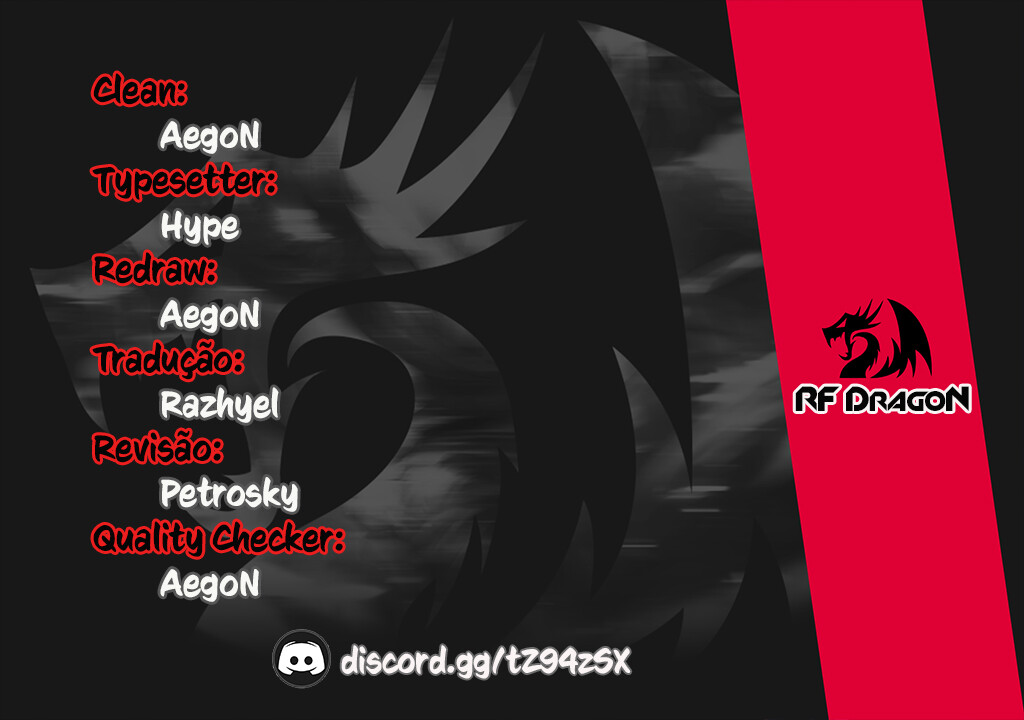 Clean:
AegoN
Typesetter:
Hype
Redraw:
AegoN
Tradução:
Razhyel
Revisão:
Petrosky
Quality Checker:
AegoN
discord.gg/tZ94zSX
RF DRAGON